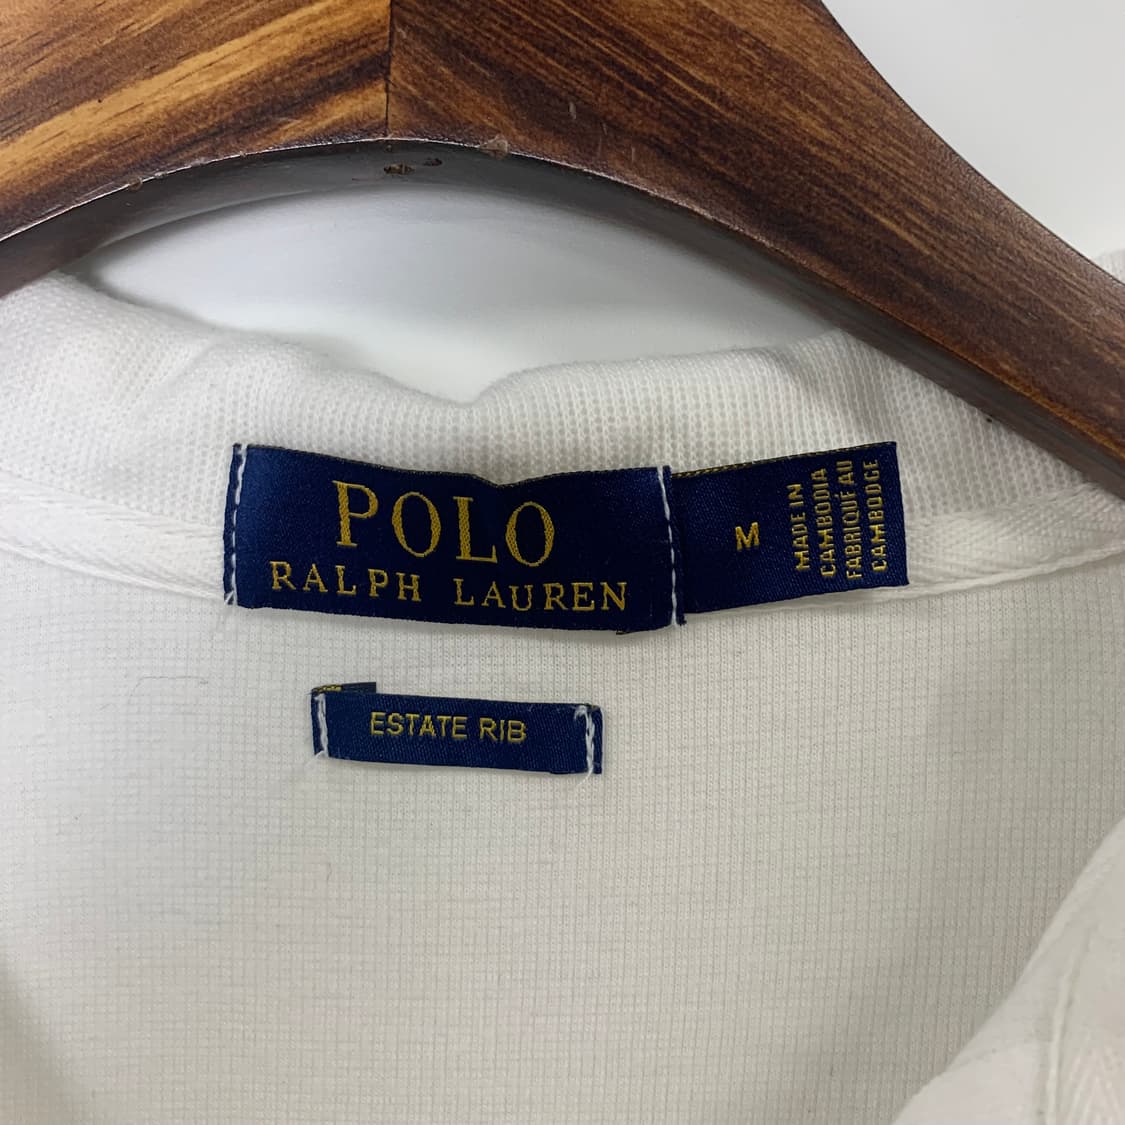 POLO
RALPH LAUREN
M
MADE IN
CAMBODIA
FABRIQUÉ AU
CAMBODGE
ESTATE RIB